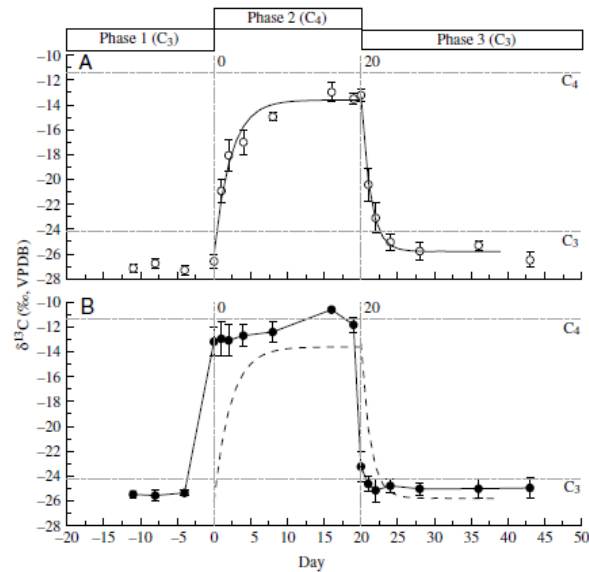 Phase 2 (C4)
Phase 1 (C3)
Phase 3 (C3)
–10
–12
–14
–16
–18
–20
–22
–24
–26
–28
A
0
20
C4
C3
δ13C (‰, VPDB)
–10
–12
–14
–16
–18
–20
–22
–24
–26
–28
B
0
20
C4
C3
–20 –15 –10 –5 0 5 10 15 20 25 30 35 40 45 50
Day